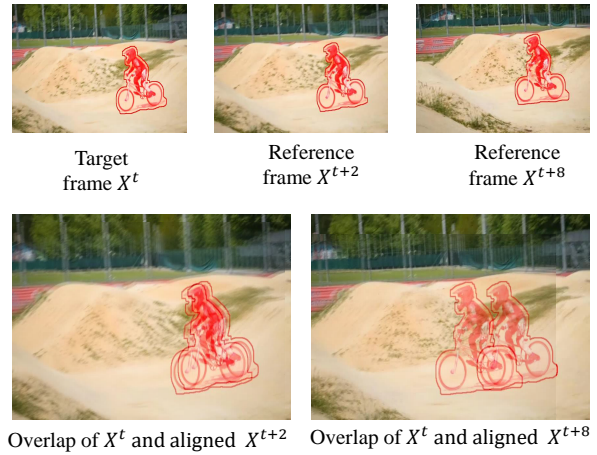 Target
frame X^t
Reference
frame X^{t+2}
Reference
frame X^{t+8}
Overlap of X^t and aligned X^{t+2}
Overlap of X^t and aligned X^{t+8}